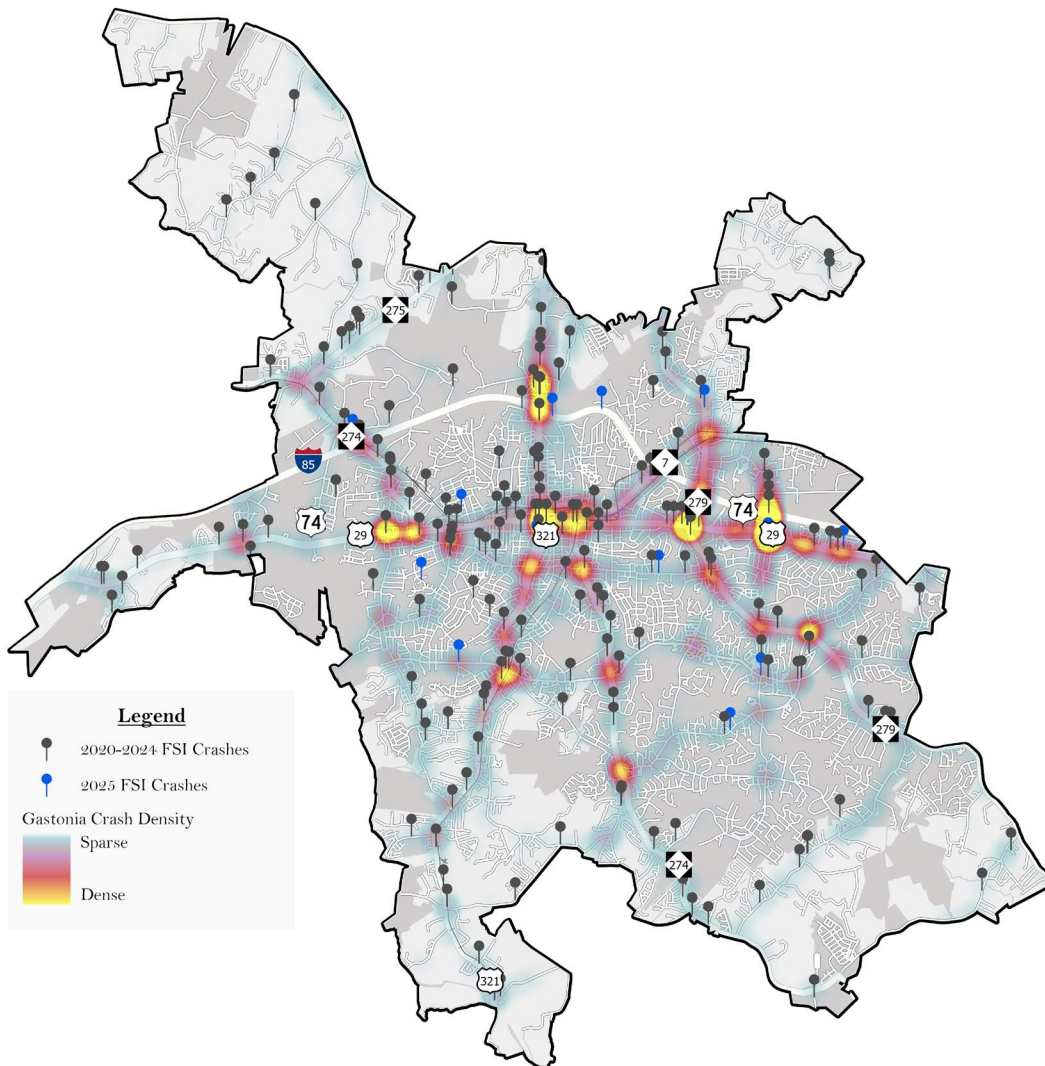 275
274
85
7
279
74
74
29
321
29
279
Legend
2020-2024 FSI Crashes
2025 FSI Crashes
Gastonia Crash Density
Sparse
Dense
274
321